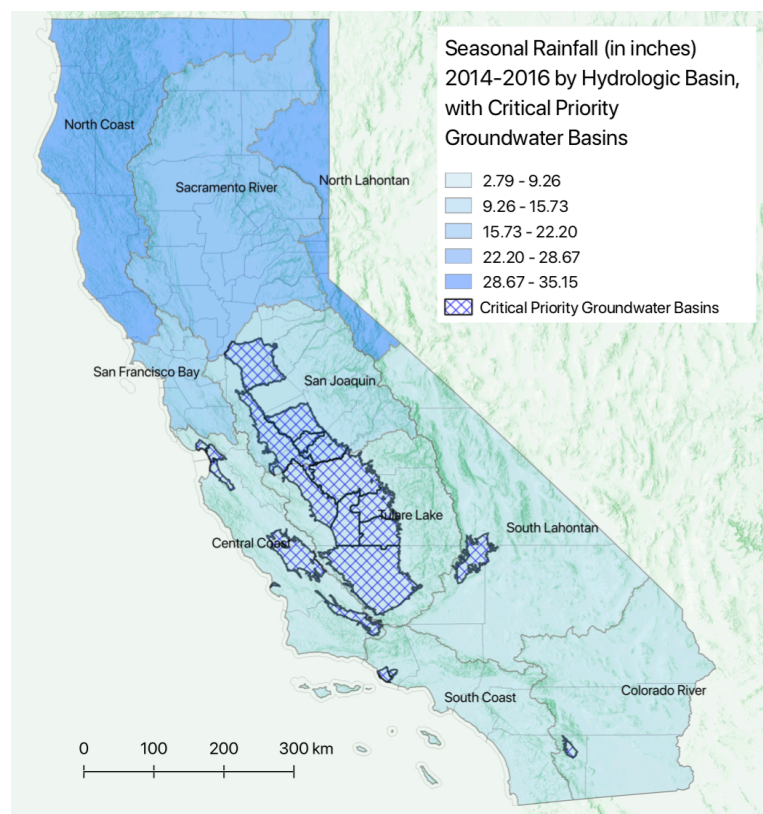 Seasonal Rainfall (in inches)
2014-2016 by Hydrologic Basin,
with Critical Priority
Groundwater Basins
2.79 - 9.26
9.26 - 15.73
15.73 - 22.20
22.20 - 28.67
28.67 - 35.15
Critical Priority Groundwater Basins
North Coast
Sacramento River
North Lahontan
San Francisco Bay
San Joaquin
Tulare Lake
South Lahontan
Central Coast
South Coast
Colorado River
0 100 200 300 km